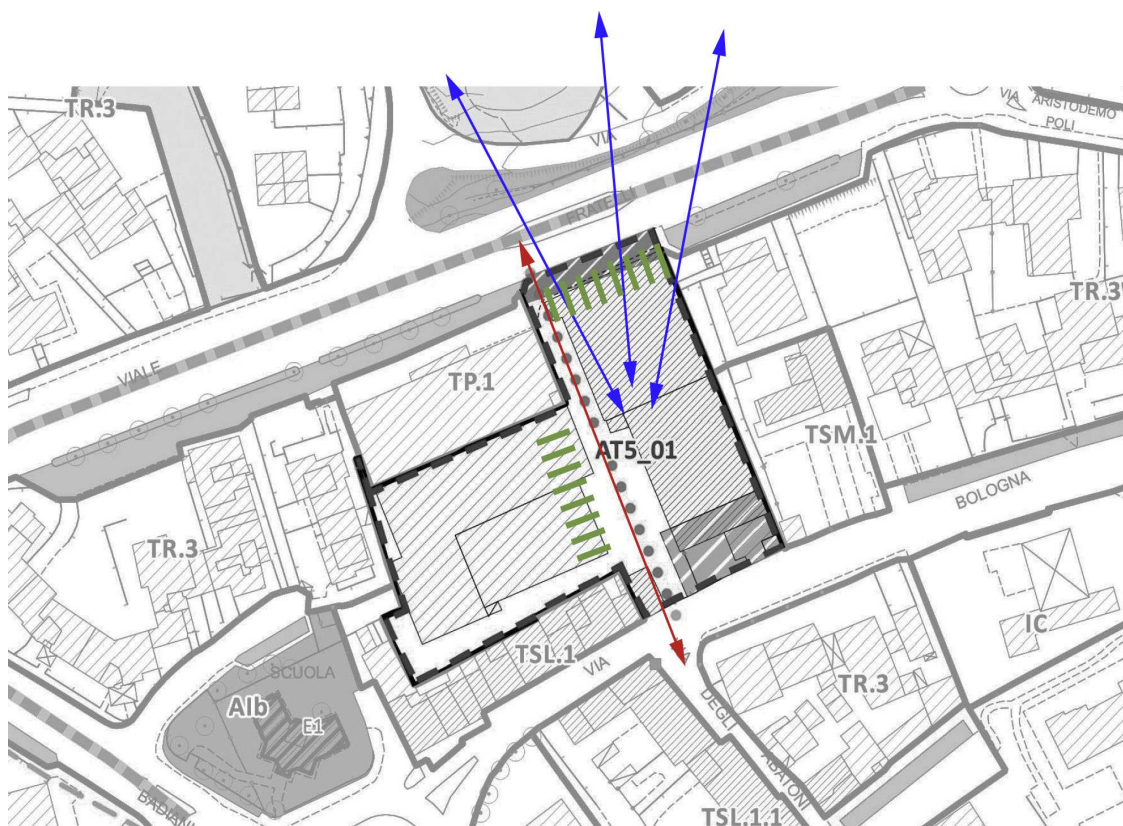 TR.3
VIA
ARISTODEMO
POLI
VIA
FRATELLI
TR.3
VIALE
TP.1
TSM.1
AT5_01
BOLOGNA
TR.3
IC
SCUOLA
TSL.1
VIA
TR.3
AIb
E1
DEGLI
ABATONI
BADIANI
TSL.1.1